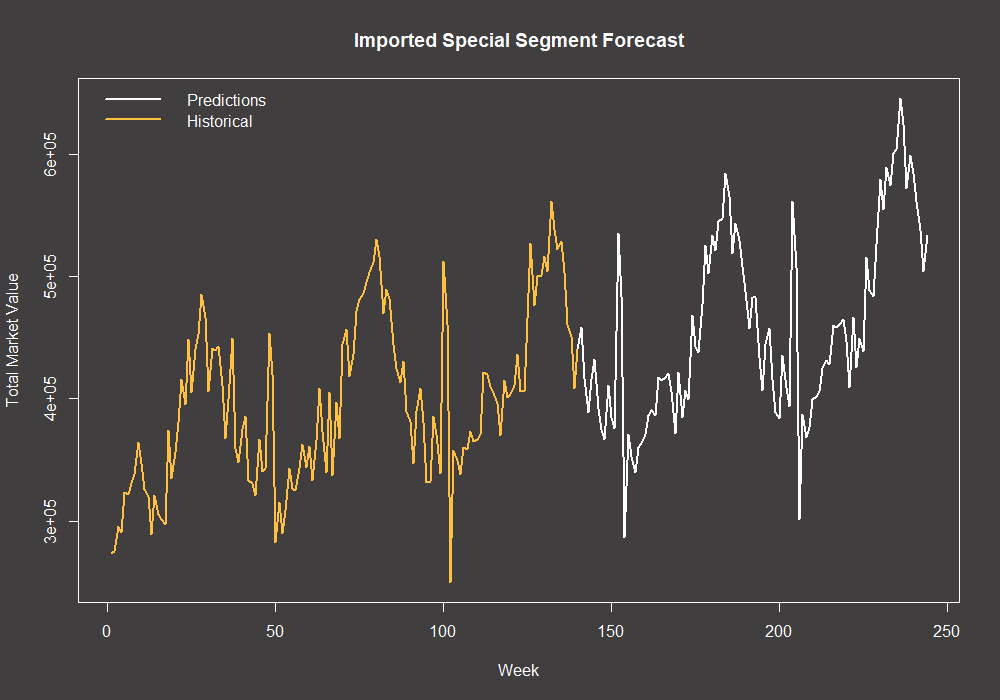 Imported Special Segment Forecast
Predictions
Historical
6e+05
5e+05
4e+05
3e+05
Total Market Value
0 50 100 150 200 250
Week